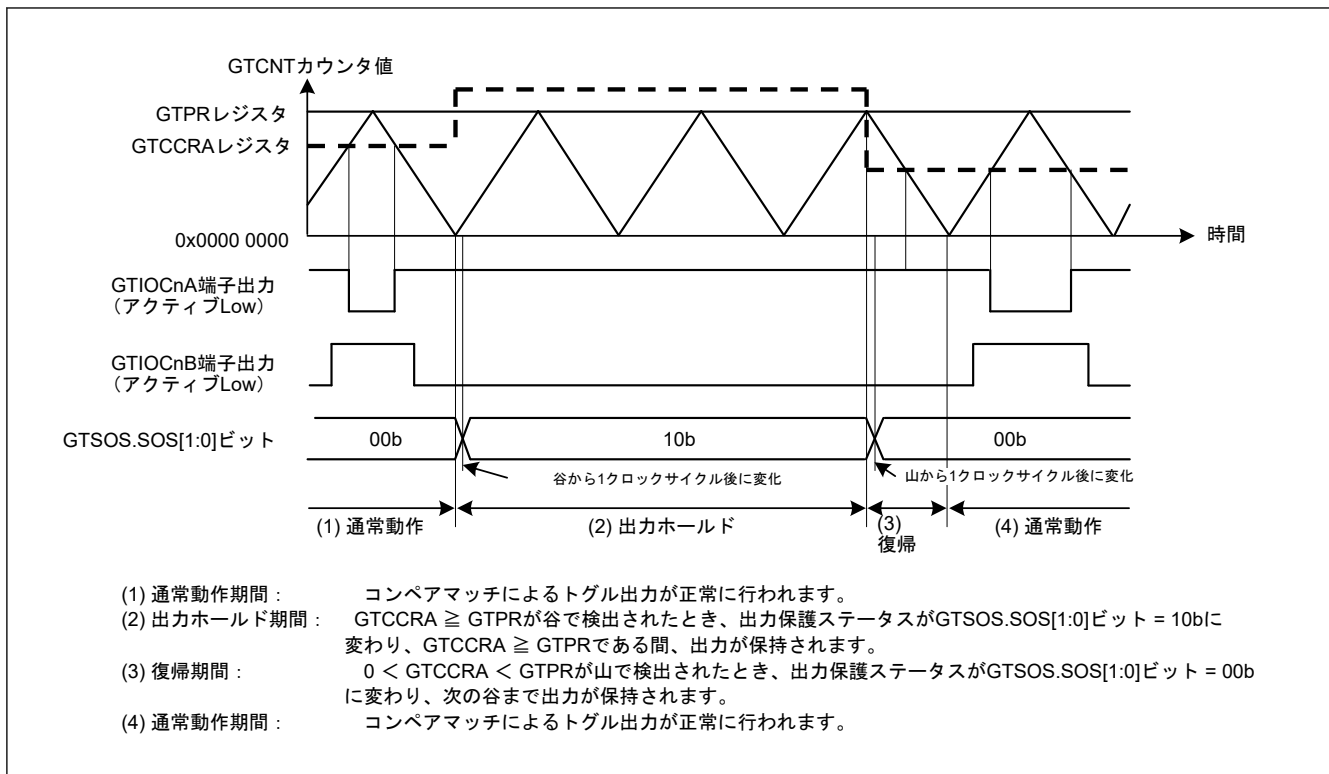 GTCNTカウンタ値
GTPRレジスタ
GTCCRAレジスタ
0x0000 0000
時間
GTIOCnA端子出力
（アクティブLow）
GTIOCnB端子出力
（アクティブLow）
GTSOS.SOS[1:0]ビット
00b
10b
00b
谷から1クロックサイクル後に変化
山から1クロックサイクル後に変化
(1) 通常動作
(2) 出力ホールド
(3)
復帰
(4) 通常動作
(1) 通常動作期間： コンペアマッチによるトグル出力が正常に行われます。
(2) 出力ホールド期間： GTCCRA ≧ GTPRが谷で検出されたとき、出力保護ステータスがGTSOS.SOS[1:0]ビット = 10bに
変わり、GTCCRA ≧ GTPRである間、出力が保持されます。
(3) 復帰期間： 0 ＜ GTCCRA ＜ GTPRが山で検出されたとき、出力保護ステータスがGTSOS.SOS[1:0]ビット = 00b
に変わり、次の谷まで出力が保持されます。
(4) 通常動作期間： コンペアマッチによるトグル出力が正常に行われます。